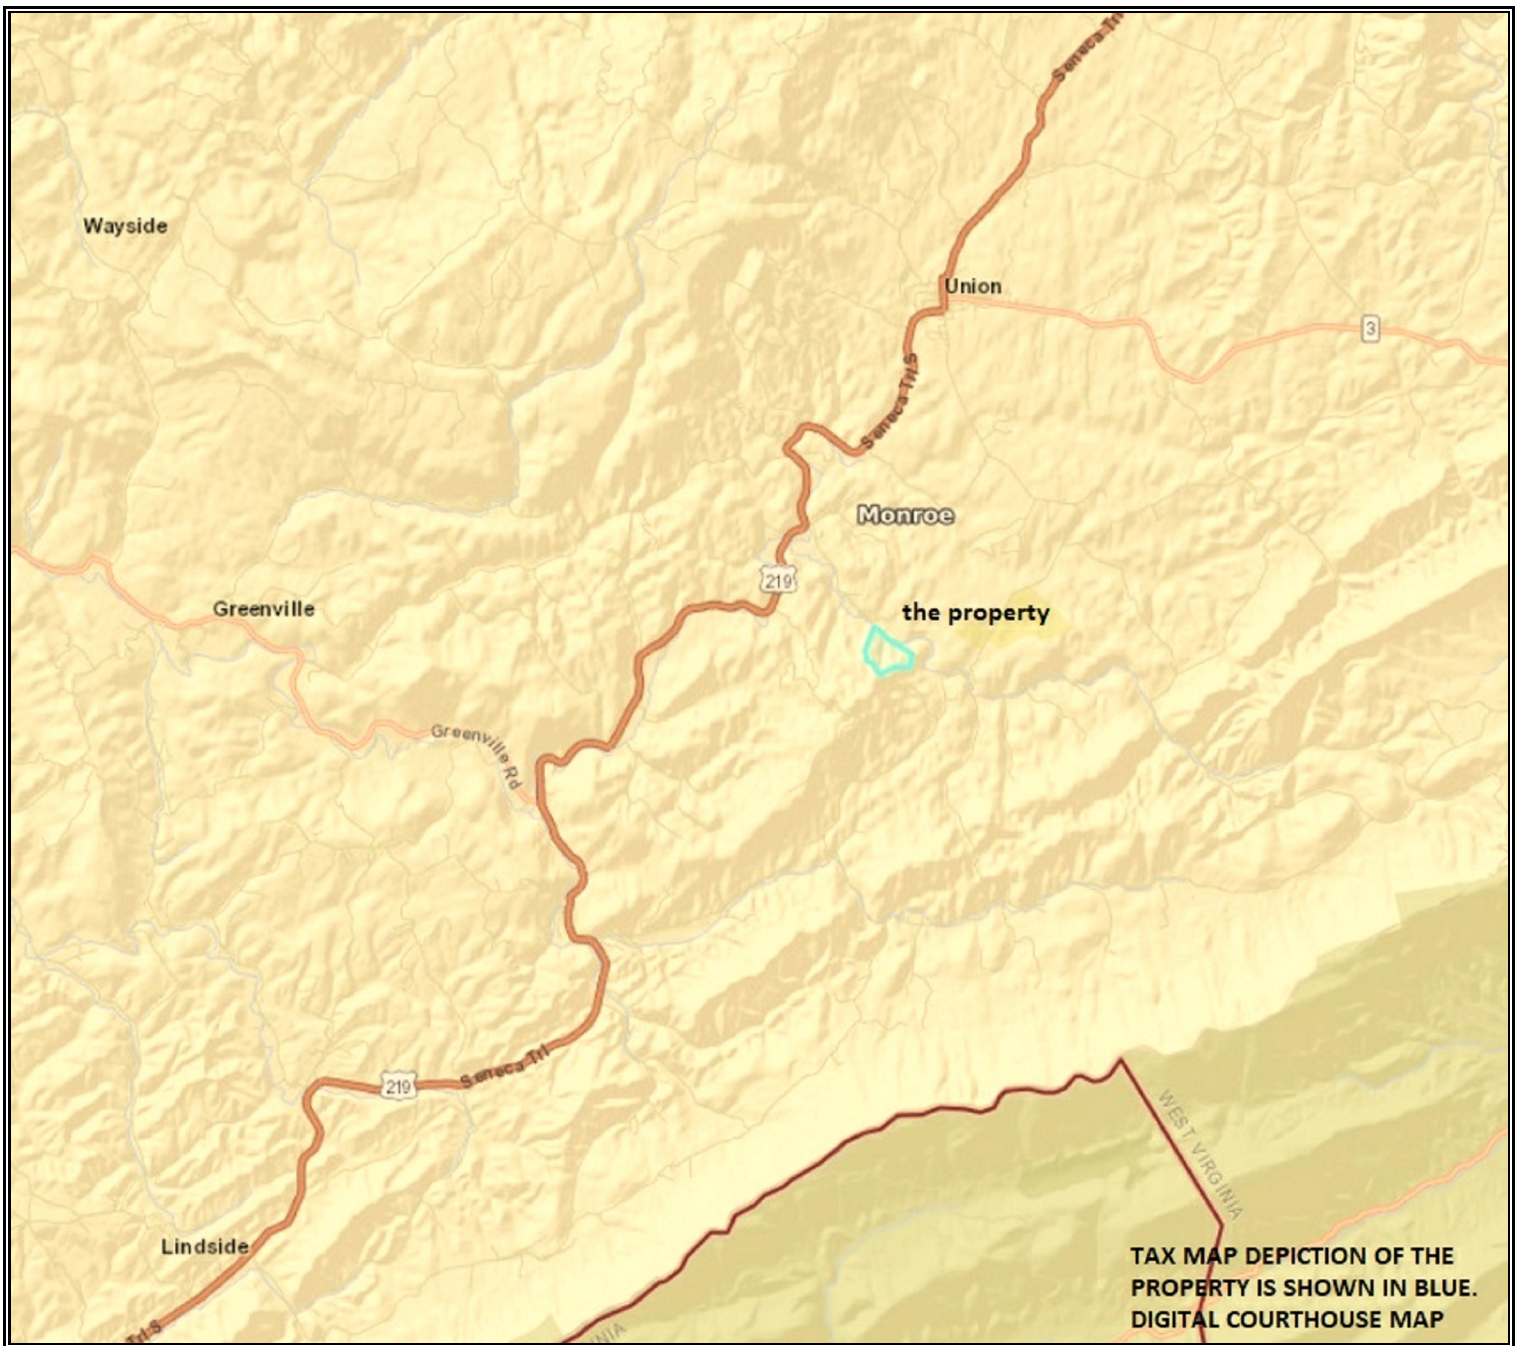 Seneca Trl
Wayside
Union
3
Seneca Trl S
Monroe
219
Greenville
the property
Greenville Rd
Seneca Trl
219
WEST VIRGINIA
Lindside
TAX MAP DEPICTION OF THE
PROPERTY IS SHOWN IN BLUE.
DIGITAL COURTHOUSE MAP
Trl S
INIA